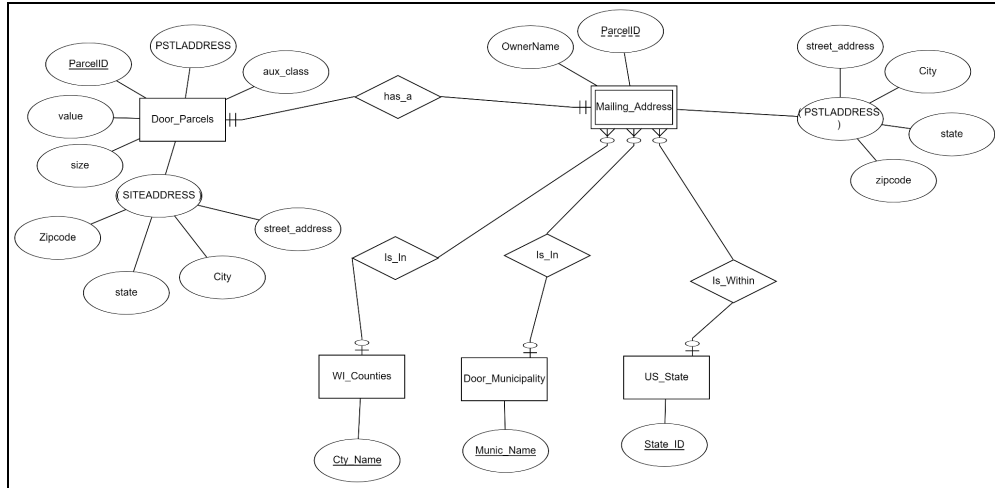 PSTLADDRESS
ParcelID
aux_class
value
Door_Parcels
size
( SITEADDRESS )
Zipcode
state
City
street_address
has_a
OwnerName
ParcelID
Mailing_Address
street_address
City
( PSTLADDRESS
)
state
zipcode
Is_In
Is_In
Is_Within
WI_Counties
Door_Municipality
US_State
Cty_Name
Munic_Name
State_ID